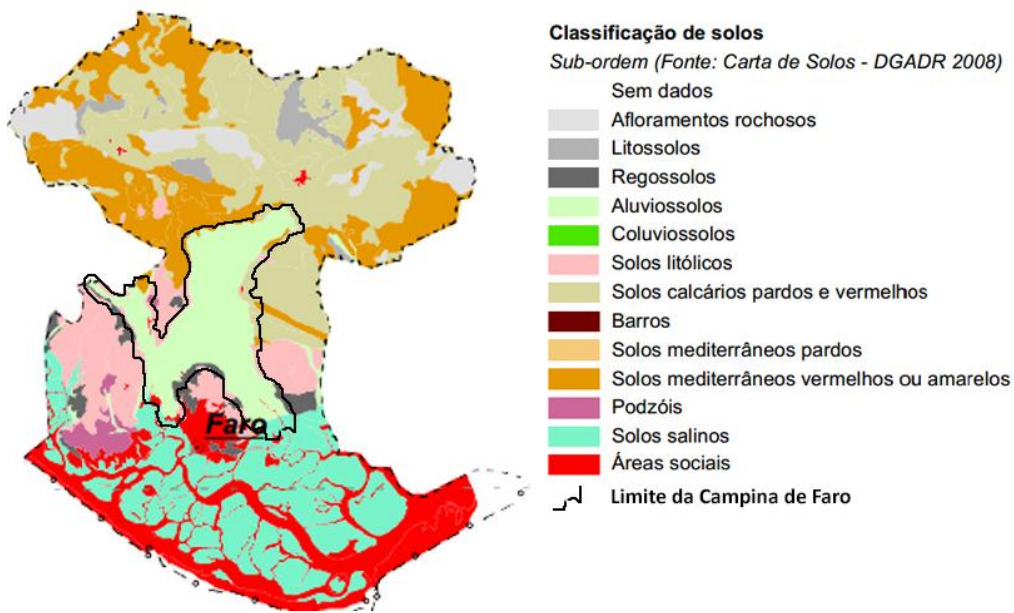 Classificação de solos
Sub-ordem (Fonte: Carta de Solos - DGADR 2008)
Sem dados
Afloramentos rochosos
Litossolos
Regossolos
Aluviossolos
Coluviossolos
Solos litólicos
Solos calcários pardos e vermelhos
Barros
Solos mediterrâneos pardos
Solos mediterrâneos vermelhos ou amarelos
Podzóis
Solos salinos
Áreas sociais
Limite da Campina de Faro
Faro